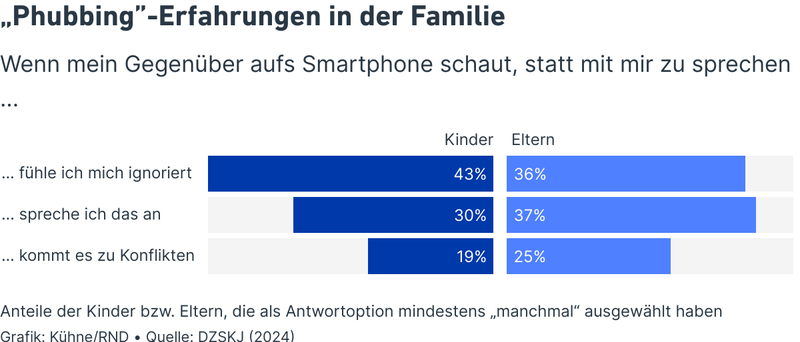 „Phubbing”-Erfahrungen in der Familie
Wenn mein Gegenüber aufs Smartphone schaut, statt mit mir zu sprechen
...
Kinder Eltern
... fühle ich mich ignoriert 43% 36%
... spreche ich das an 30% 37%
... kommt es zu Konflikten 19% 25%
Anteile der Kinder bzw. Eltern, die als Antwortoption mindestens „manchmal“ ausgewählt haben
Grafik: Kühne/RND • Quelle: DZSKJ (2024)